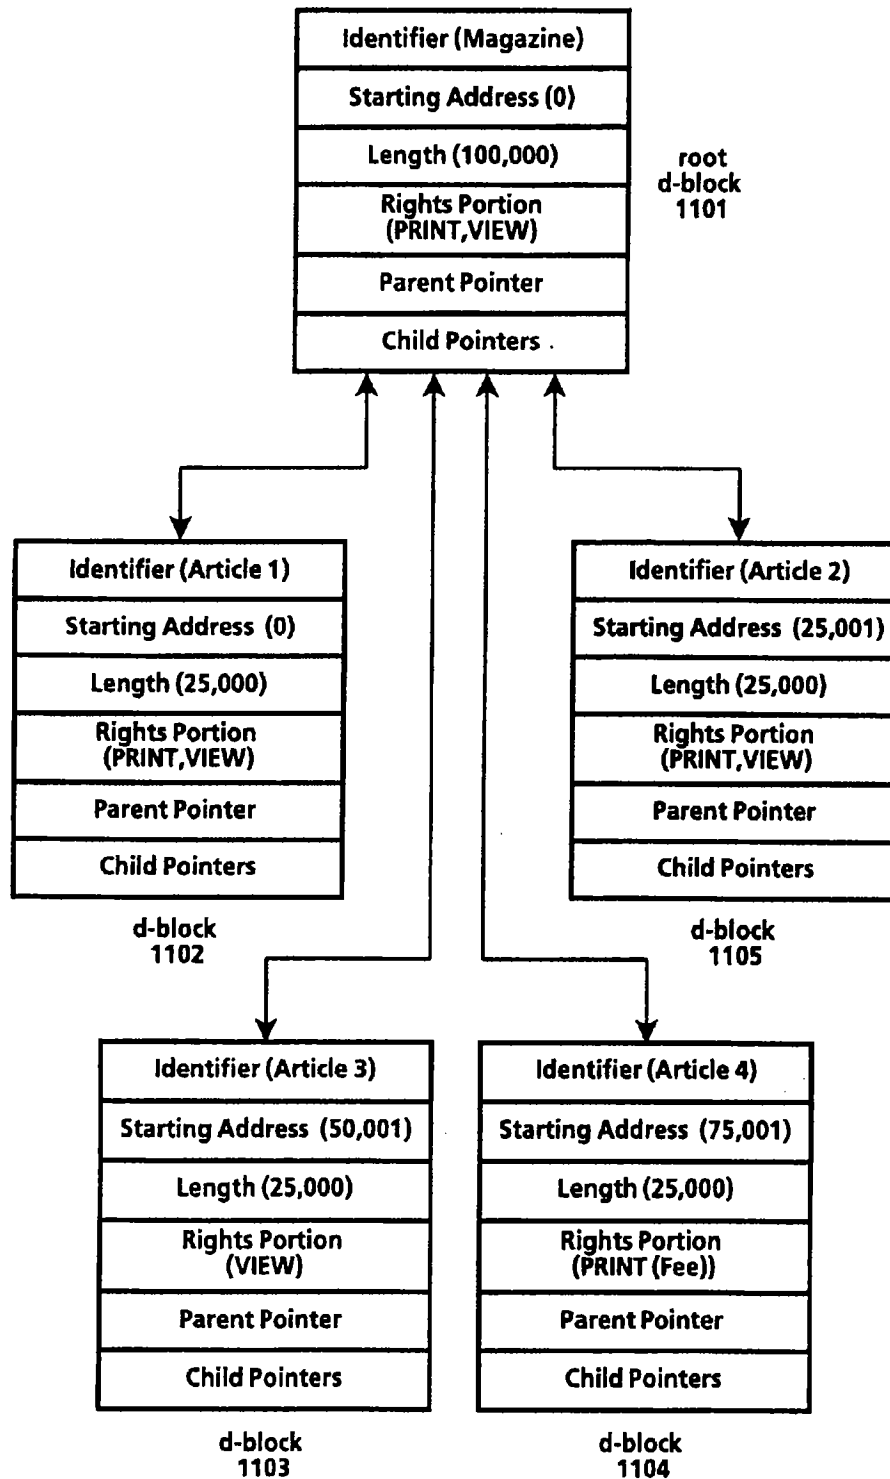 Identifier (Magazine)
Starting Address (0)
Length (100,000)
Rights Portion
(PRINT,VIEW)
Parent Pointer
Child Pointers
root
d-block
1101
Identifier (Article 1)
Starting Address (0)
Length (25,000)
Rights Portion
(PRINT,VIEW)
Parent Pointer
Child Pointers
d-block
1102
Identifier (Article 2)
Starting Address (25,001)
Length (25,000)
Rights Portion
(PRINT,VIEW)
Parent Pointer
Child Pointers
d-block
1105
Identifier (Article 3)
Starting Address (50,001)
Length (25,000)
Rights Portion
(VIEW)
Parent Pointer
Child Pointers
d-block
1103
Identifier (Article 4)
Starting Address (75,001)
Length (25,000)
Rights Portion
(PRINT (Fee))
Parent Pointer
Child Pointers
d-block
1104